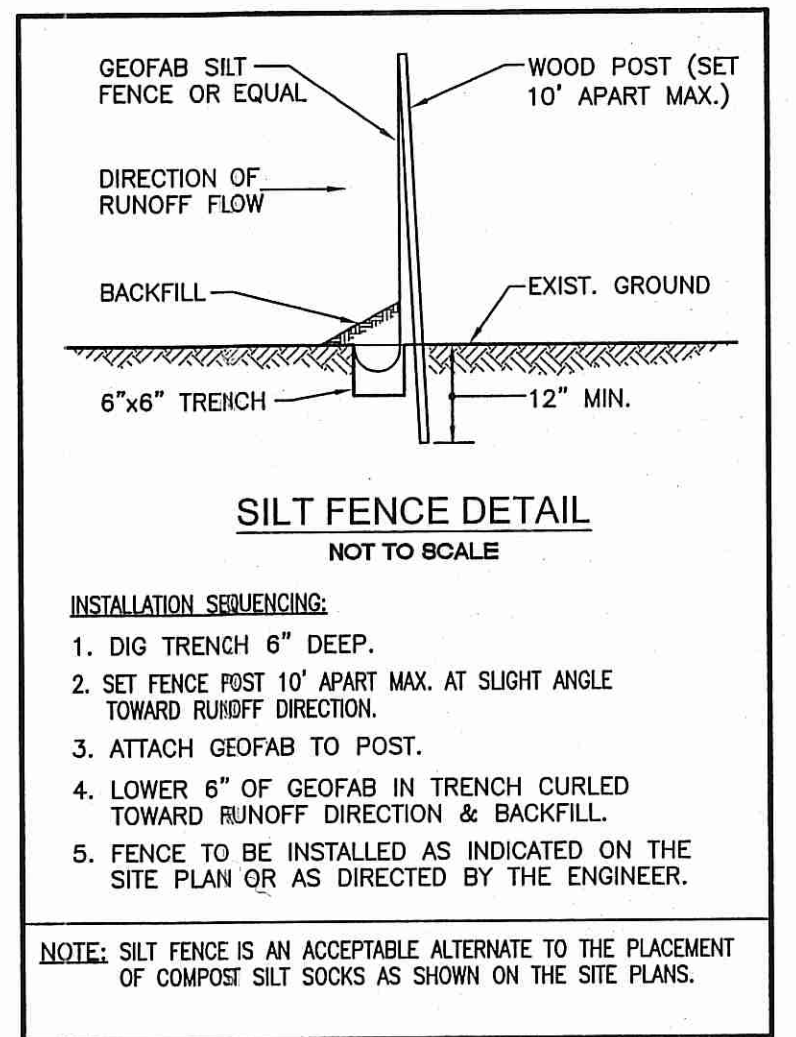 GEOFAB SILT
FENCE OR EQUAL
WOOD POST (SET
10' APART MAX.)
DIRECTION OF
RUNOFF FLOW
BACKFILL
EXIST. GROUND
6"x6" TRENCH
12" MIN.
SILT FENCE DETAIL
NOT TO SCALE
INSTALLATION SEQUENCING:
1. DIG TRENCH 6" DEEP.
2. SET FENCE POST 10' APART MAX. AT SLIGHT ANGLE
TOWARD RUNOFF DIRECTION.
3. ATTACH GEOFAB TO POST.
4. LOWER 6" OF GEOFAB IN TRENCH CURLED
TOWARD RUNOFF DIRECTION & BACKFILL.
5. FENCE TO BE INSTALLED AS INDICATED ON THE
SITE PLAN OR AS DIRECTED BY THE ENGINEER.
NOTE: SILT FENCE IS AN ACCEPTABLE ALTERNATE TO THE PLACEMENT
OF COMPOST SILT SOCKS AS SHOWN ON THE SITE PLANS.